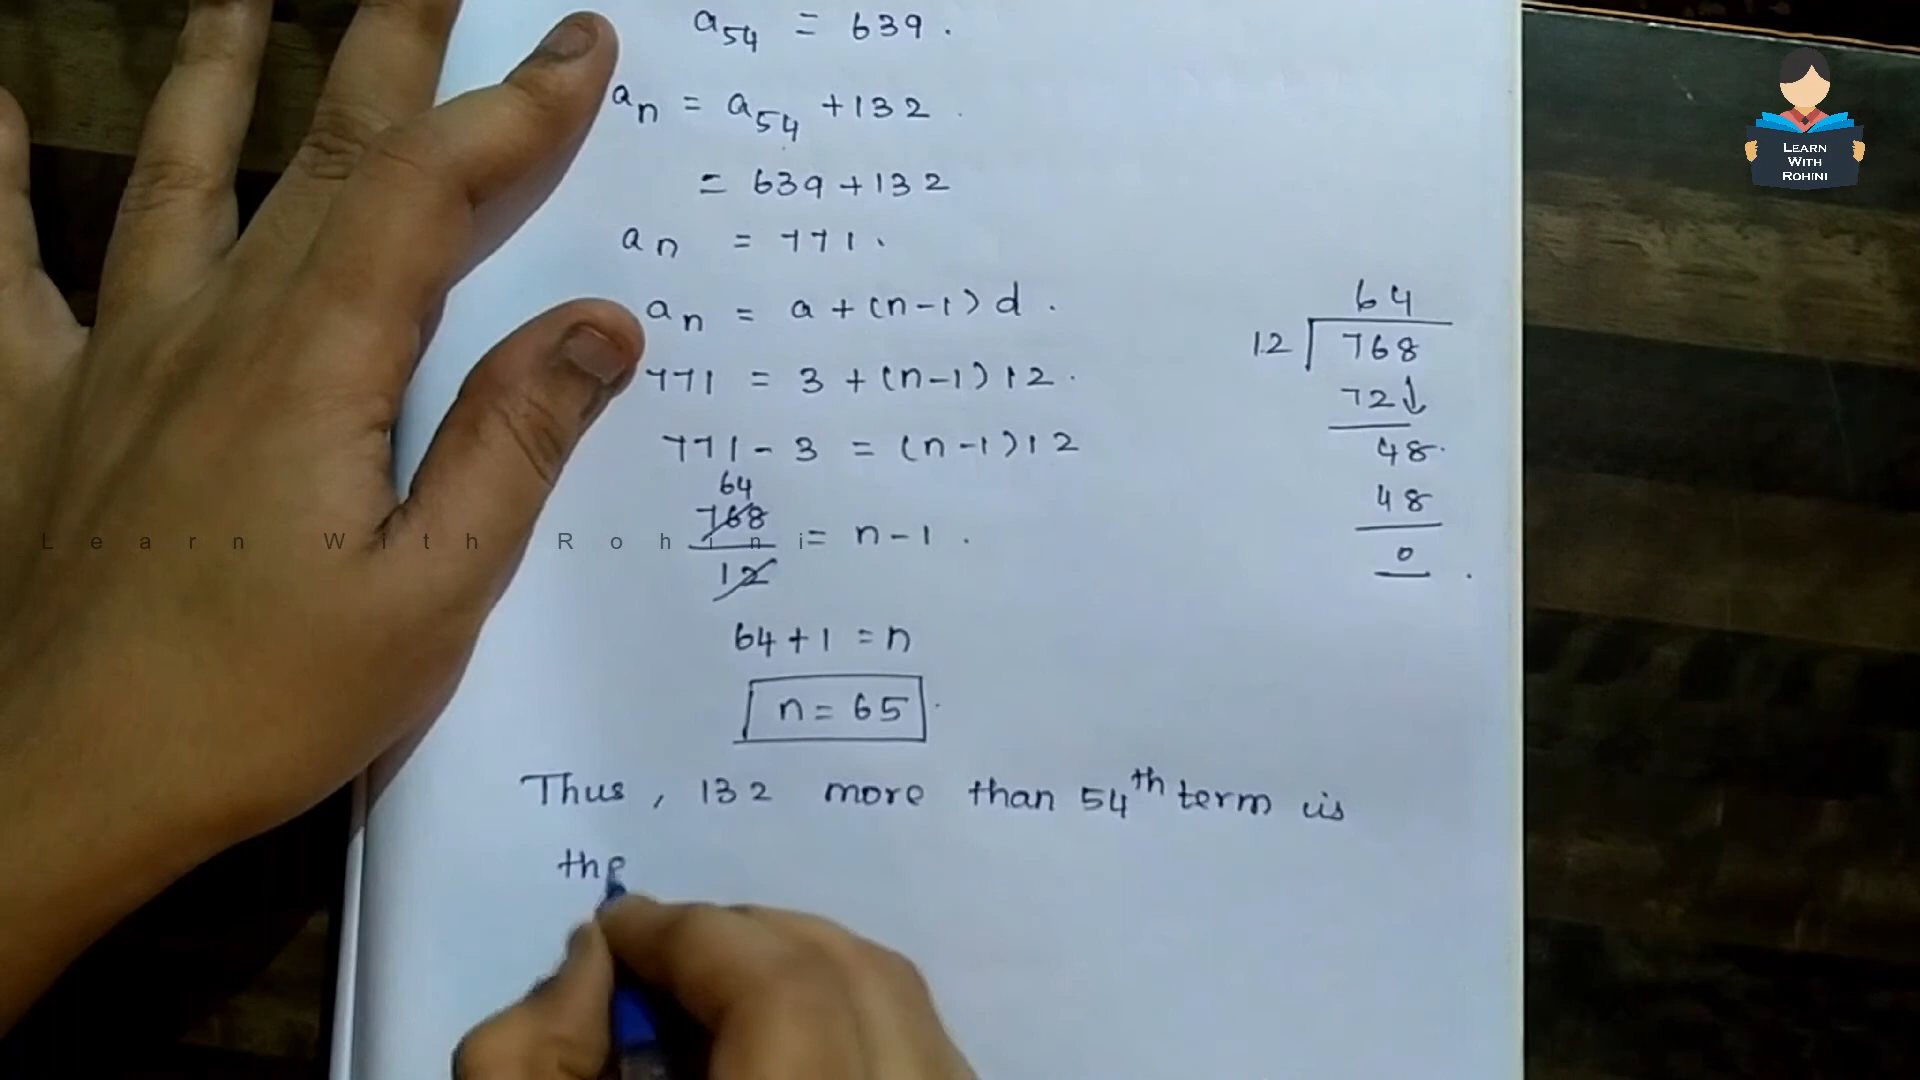 a54 = 639.
an = a54 + 132.
= 639 + 132
an = 771.
an = a + (n-1) d.
771 = 3 + (n-1) 12.
771 - 3 = (n-1) 12
64
768
12
= n - 1.
64 + 1 = n
n = 65
Thus, 132 more than 54th term is
the
64
12 768
72↓
48.
48
0
LEARN
WITH
ROHINI
Learn With Rohini